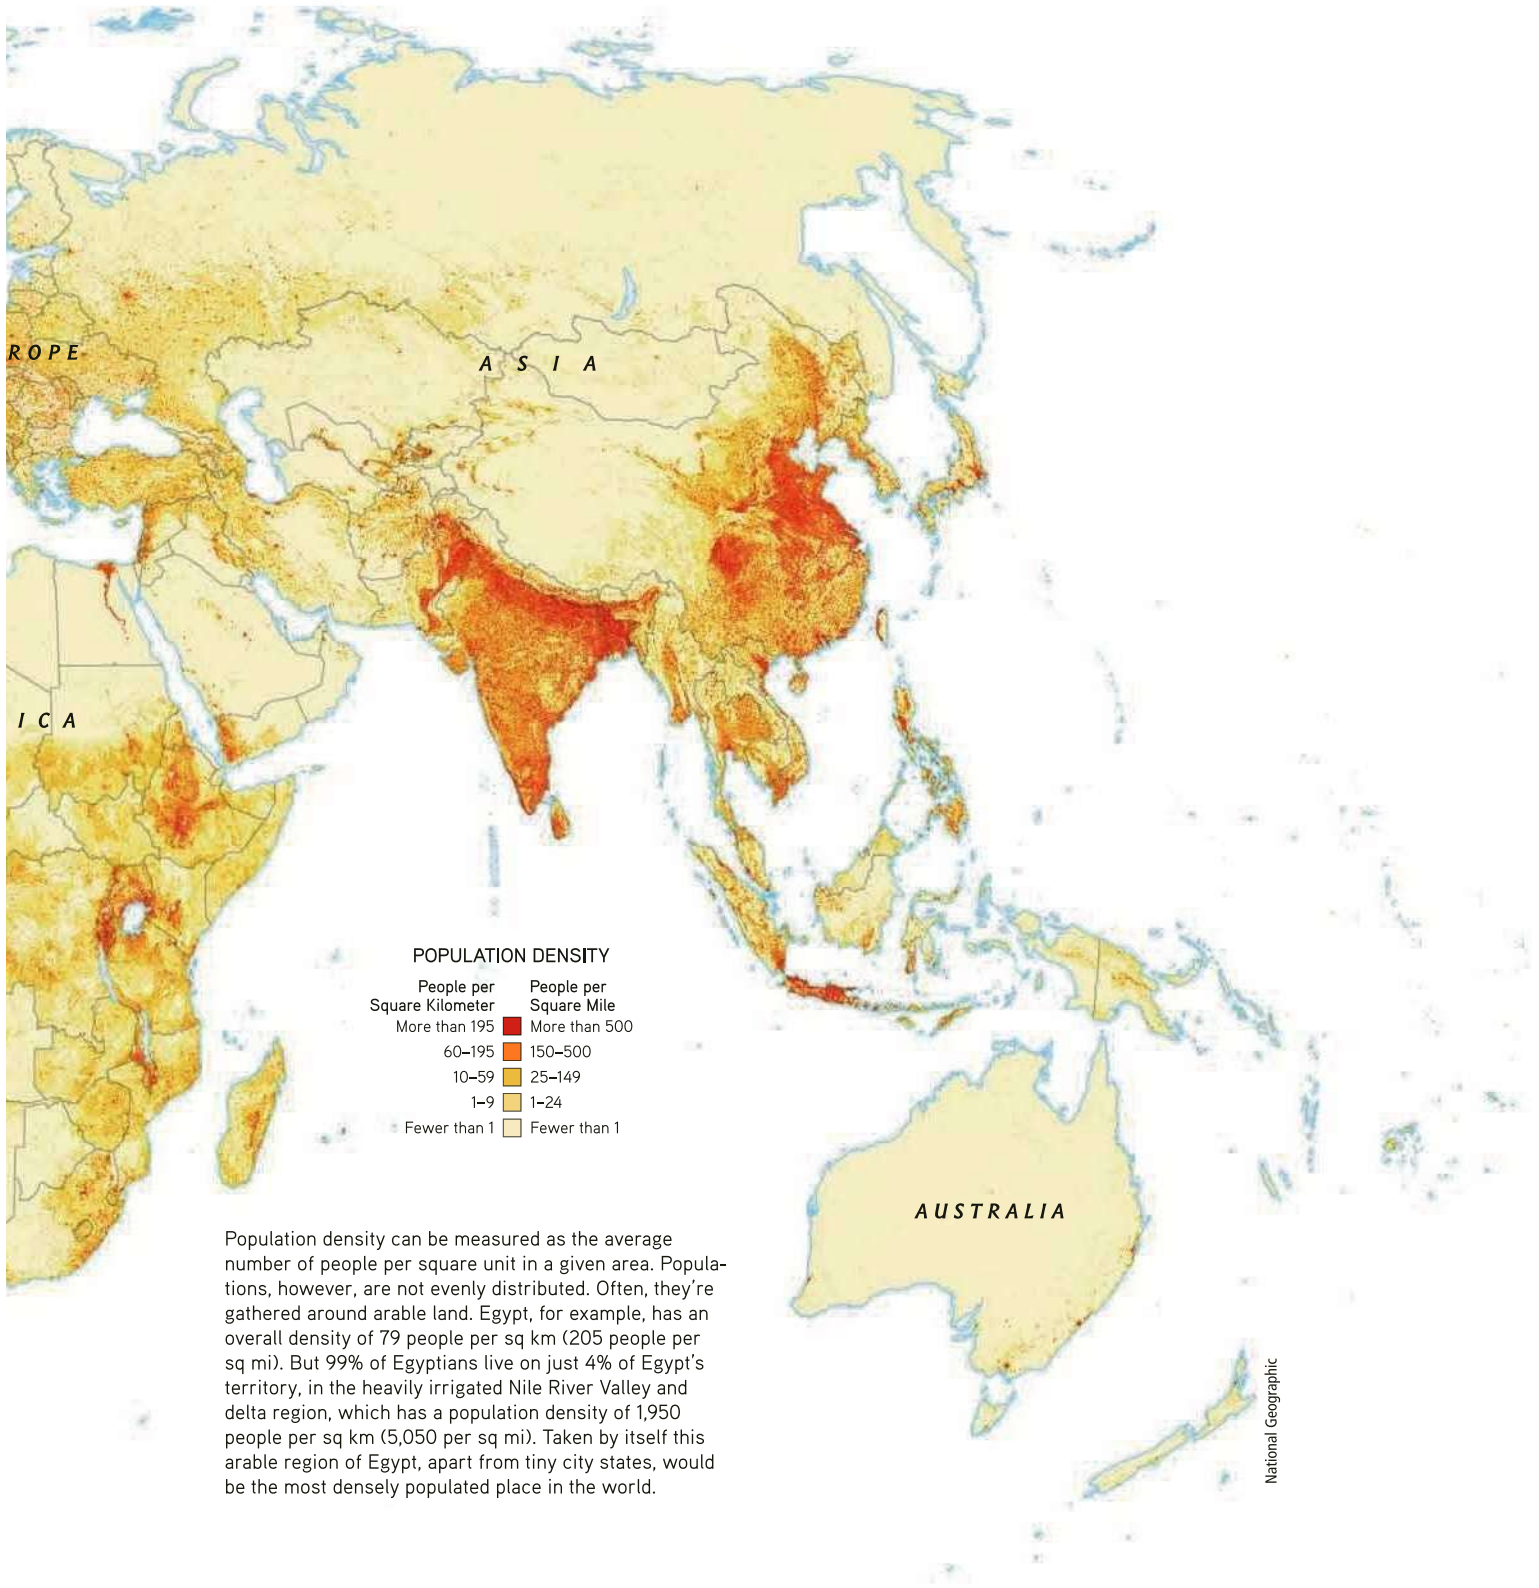 ROPE
ASIA
ICA
POPULATION DENSITY
People per Square Kilometer
People per Square Mile
More than 195 More than 500
60–195 150–500
10–59 25–149
1–9 1–24
Fewer than 1 Fewer than 1
AUSTRALIA
Population density can be measured as the average
number of people per square unit in a given area. Popula-
tions, however, are not evenly distributed. Often, they’re
gathered around arable land. Egypt, for example, has an
overall density of 79 people per sq km (205 people per
sq mi). But 99% of Egyptians live on just 4% of Egypt’s
territory, in the heavily irrigated Nile River Valley and
delta region, which has a population density of 1,950
people per sq km (5,050 per sq mi). Taken by itself this
arable region of Egypt, apart from tiny city states, would
be the most densely populated place in the world.
National Geographic